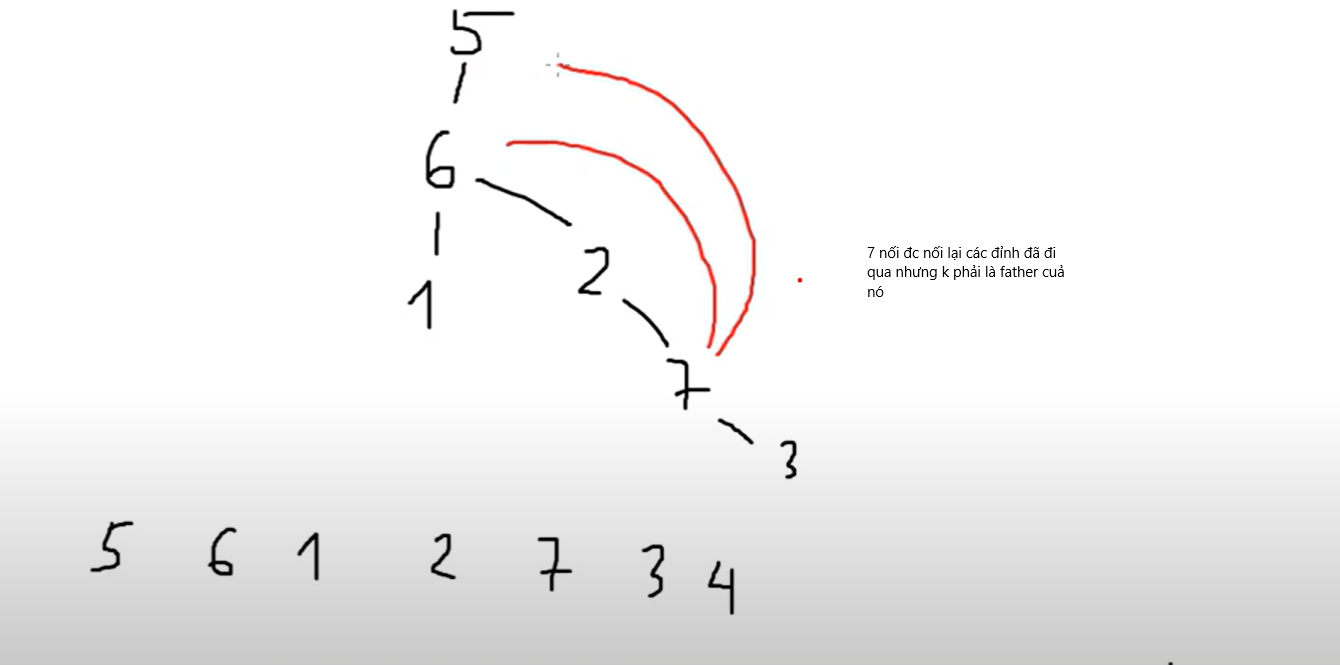 5
6
1
2
7 nối đc nối lại các đỉnh đã đi
qua nhưng k phải là father cuả
nó
7
3
5 6 1 2 7 3 4